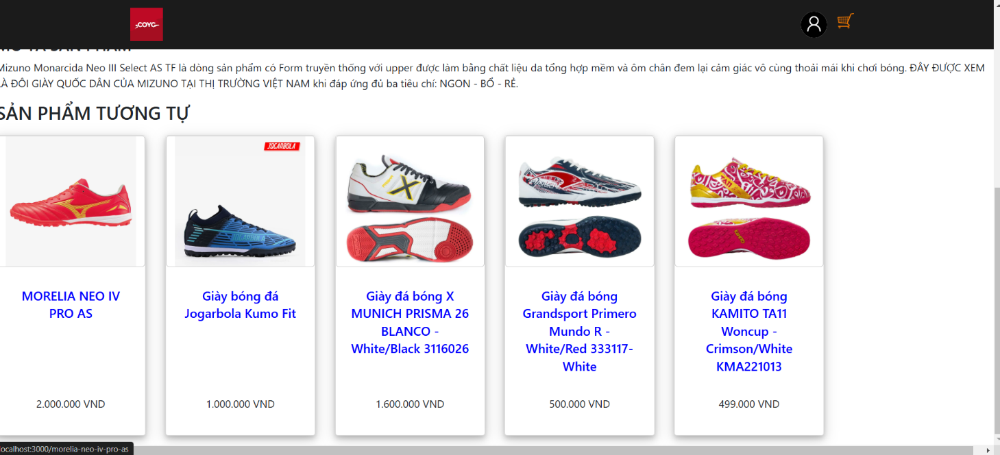 COYG
MÔ TẢ SẢN PHẨM
Mizuno Monarcida Neo III Select AS TF là dòng sản phẩm có Form truyền thống với upper được làm bằng chất liệu da tổng hợp mềm và ôm chân đem lại cảm giác vô cùng thoải mái khi chơi bóng. ĐÂY ĐƯỢC XEM
LÀ ĐÔI GIÀY QUỐC DÂN CỦA MIZUNO TẠI THỊ TRƯỜNG VIỆT NAM khi đáp ứng đủ ba tiêu chí: NGON - BỔ - RẺ.
SẢN PHẨM TƯƠNG TỰ
JOGARBOLA
MORELIA NEO IV
PRO AS
2.000.000 VND
Giày bóng đá
Jogarbola Kumo Fit
1.000.000 VND
Giày đá bóng X
MUNICH PRISMA 26
BLANCO -
White/Black 3116026
1.600.000 VND
Giày đá bóng
Grandsport Primero
Mundo R -
White/Red 333117-
White
500.000 VND
Giày đá bóng
KAMITO TA11
Woncup -
Crimson/White
KMA221013
499.000 VND
localhost:3000/morelia-neo-iv-pro-as